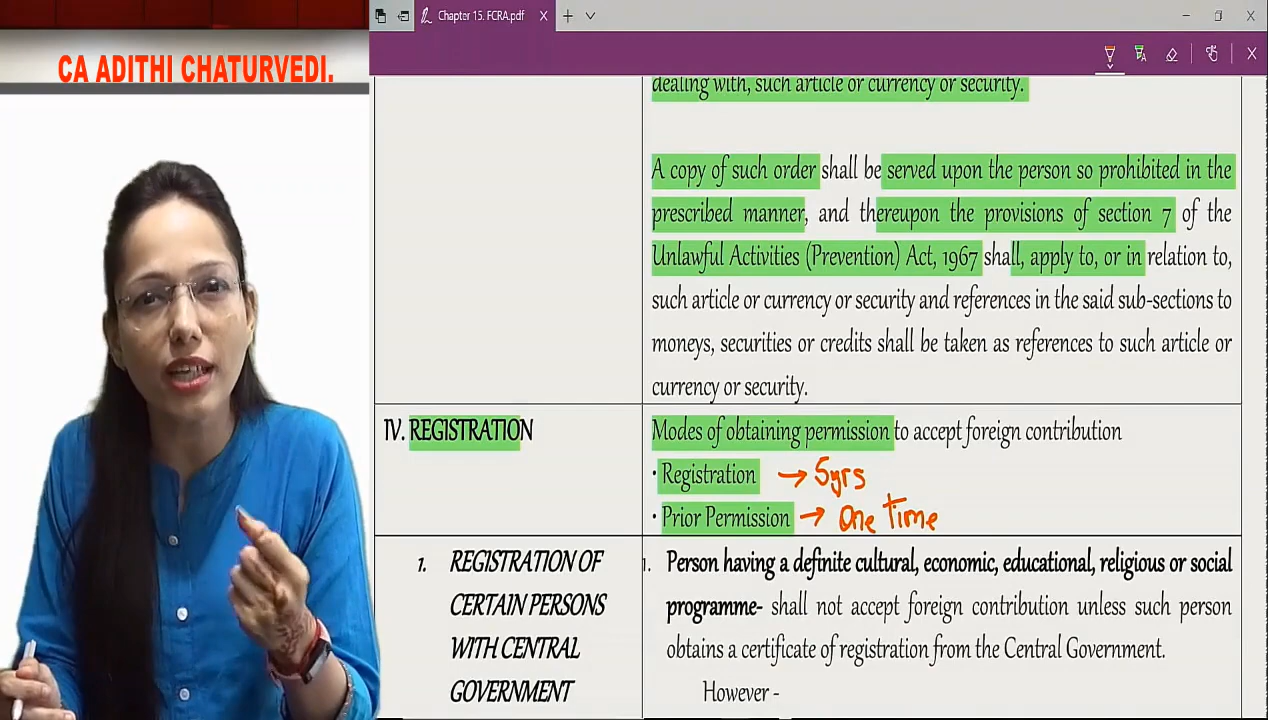 CA ADITHI CHATURVEDI.
Chapter 15. FCRA.pdf
dealing with, such article or currency or security.
A copy of such order shall be served upon the person so prohibited in the
prescribed manner, and thereupon the provisions of section 7 of the
Unlawful Activities (Prevention) Act, 1967 shall, apply to, or in relation to,
such article or currency or security and references in the said sub-sections to
moneys, securities or credits shall be taken as references to such article or
currency or security.
IV. REGISTRATION
Modes of obtaining permission to accept foreign contribution
· Registration → 5yrs
· Prior Permission → One Time
1. REGISTRATION OF
CERTAIN PERSONS
WITH CENTRAL
GOVERNMENT
1. Person having a definite cultural, economic, educational, religious or social
programme- shall not accept foreign contribution unless such person
obtains a certificate of registration from the Central Government.
However -